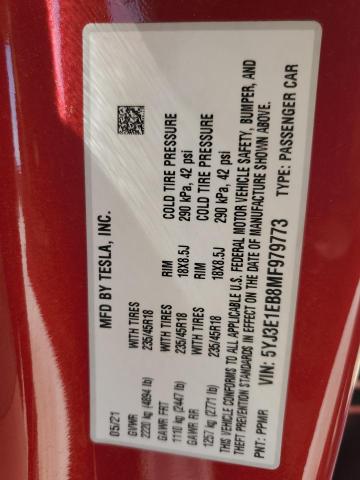 MFD BY TESLA, INC.
05/21
GVWR
2220 kg (4894 lb)
GAWR FRT WITH TIRES RIM COLD TIRE PRESSURE
1110 kg (2447 lb) 235/45R18 18X8.5J 290 kPa, 42 psi
GAWR RR WITH TIRES RIM COLD TIRE PRESSURE
1257 kg (2771 lb) 235/45R18 18X8.5J 290 kPa, 42 psi
THIS VEHICLE CONFORMS TO ALL APPLICABLE U.S. FEDERAL MOTOR VEHICLE SAFETY, BUMPER, AND
THEFT PREVENTION STANDARDS IN EFFECT ON THE DATE OF MANUFACTURE SHOWN ABOVE.
PNT: PPMR VIN: 5YJ3E1EB8MF979773 TYPE: PASSENGER CAR